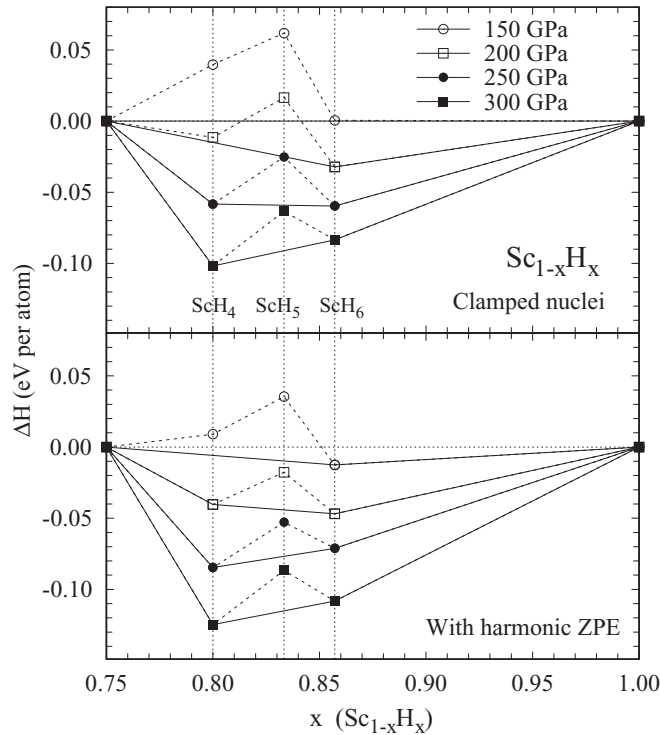 0.05
0.00
-0.05
-0.10
150 GPa
200 GPa
250 GPa
300 GPa
Sc1-xHx
ScH4
ScH5
ScH6
Clamped nuclei
ΔH (eV per atom)
0.05
0.00
-0.05
-0.10
With harmonic ZPE
0.75
0.80
0.85
0.90
0.95
1.00
x (Sc1-xHx)